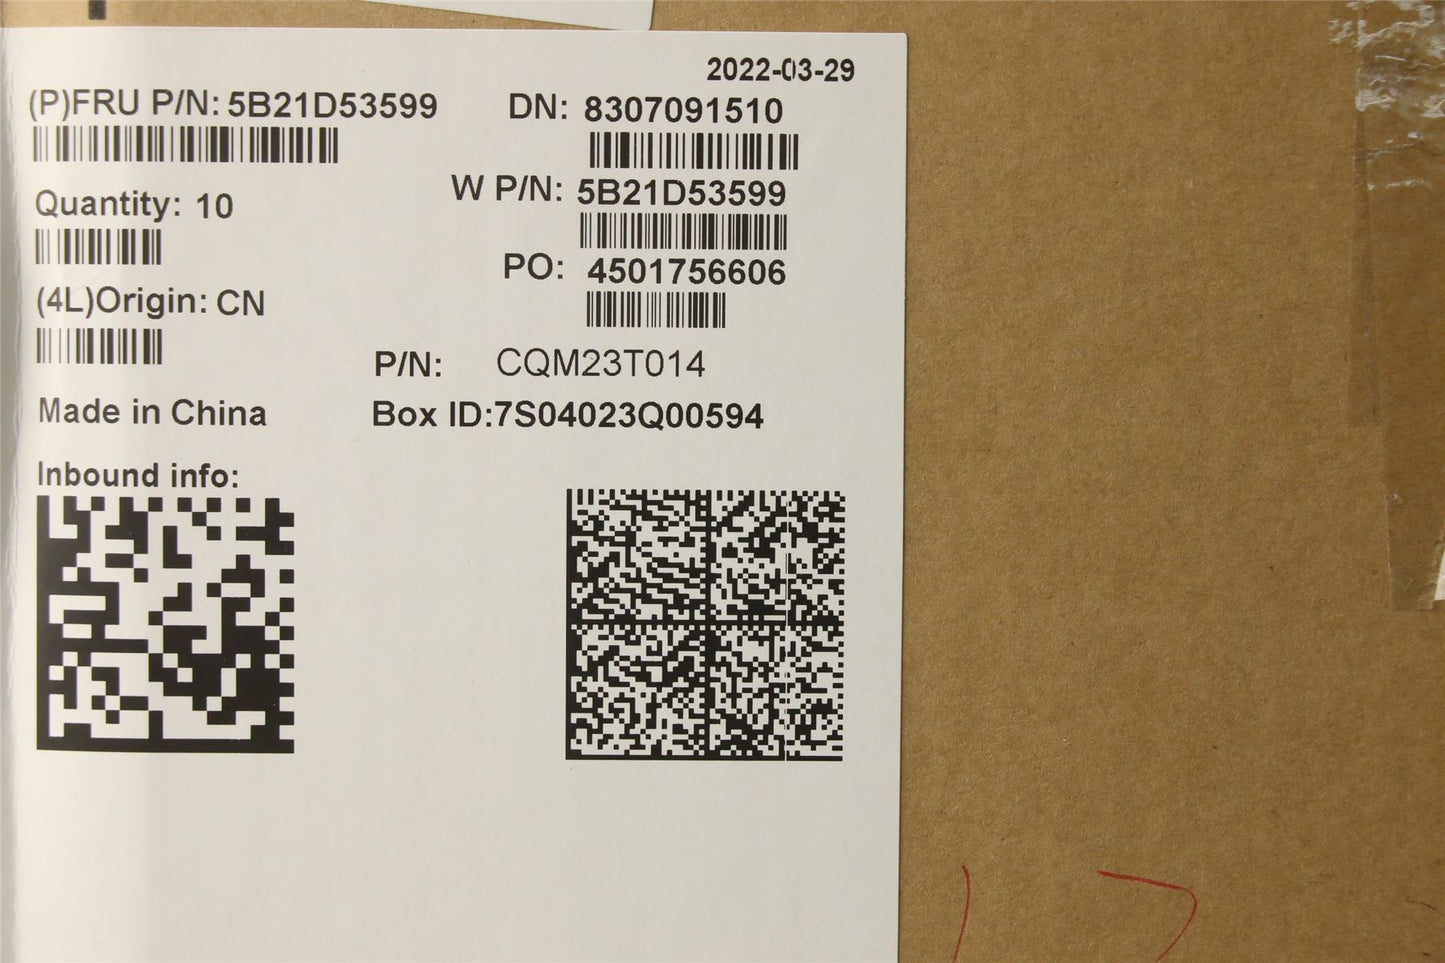 2022-03-29
(P)FRU P/N: 5B21D53599
DN: 8307091510
W P/N: 5B21D53599
Quantity: 10
PO: 4501756606
(4L)Origin: CN
P/N: CQM23T014
Made in China
Box ID:7S04023Q00594
Inbound info: